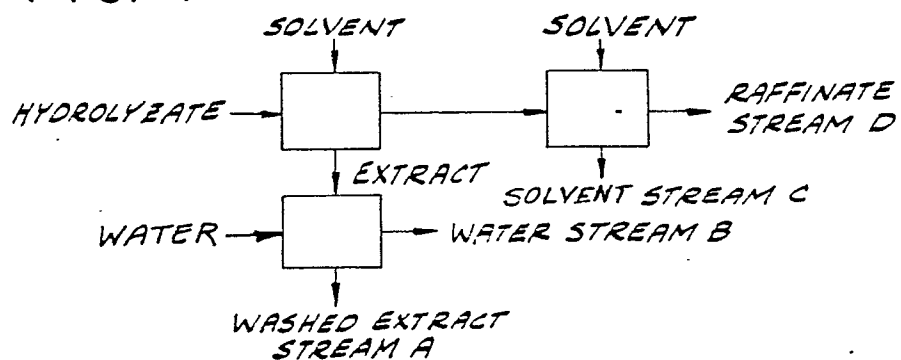 SOLVENT
SOLVENT
HYDROLYZATE
RAFFINATE
STREAM D
EXTRACT
SOLVENT STREAM C
WATER
WATER STREAM B
WASHED EXTRACT
STREAM A